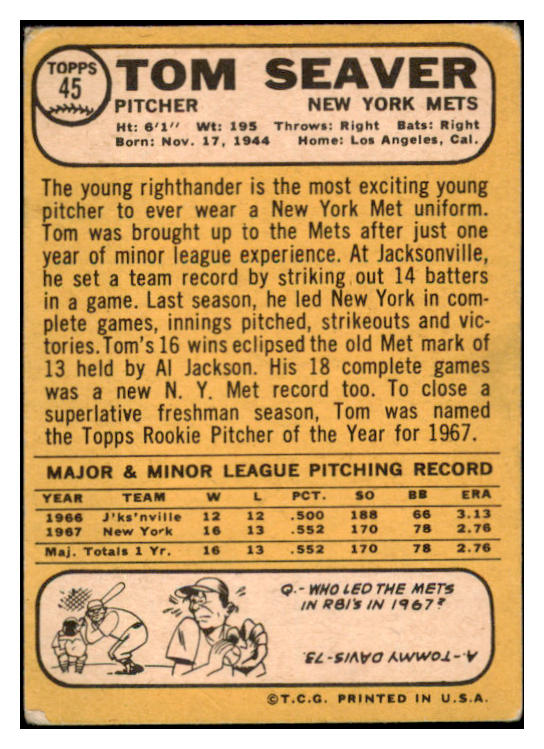 TOPPS
45
TOM SEAVER
PITCHER NEW YORK METS
Ht: 6'1" Wt: 195 Throws: Right Bats: Right
Born: Nov. 17, 1944 Home: Los Angeles, Cal.
The young righthander is the most exciting young
pitcher to ever wear a New York Met uniform.
Tom was brought up to the Mets after just one
year of minor league experience. At Jacksonville,
he set a team record by striking out 14 batters
in a game. Last season, he led New York in com-
plete games, innings pitched, strikeouts and vic-
tories. Tom's 16 wins eclipsed the old Met mark of
13 held by Al Jackson. His 18 complete games
was a new N. Y. Met record too. To close a
superlative freshman season, Tom was named
the Topps Rookie Pitcher of the Year for 1967.
MAJOR & MINOR LEAGUE PITCHING RECORD
YEAR TEAM W L PCT. SO BB ERA
1966 J'ks'nville 12 12 .500 188 66 3.13
1967 New York 16 13 .552 170 78 2.76
Maj. Totals 1 Yr. 16 13 .552 170 78 2.76
Q.- WHO LED THE METS
IN RBI'S IN 1967?
A.- TOMMY DAVIS-73.
©T.C.G. PRINTED IN U.S.A.